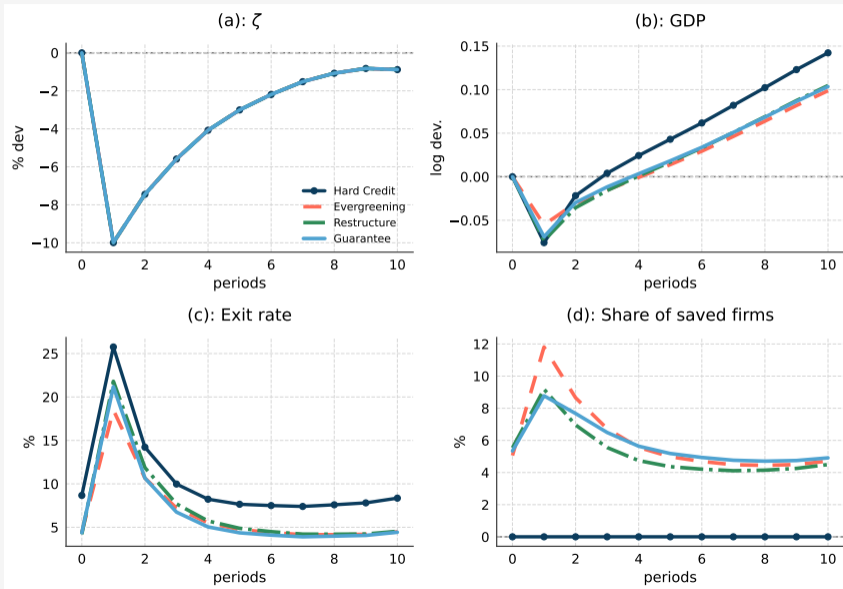 (a): ζ
% dev
0
−2
−4
−6
−8
−10
Hard Credit
Evergreening
Restructure
Guarantee
0 2 4 6 8 10
periods
(b): GDP
log dev.
0.15
0.10
0.05
0.00
−0.05
0 2 4 6 8 10
periods
(c): Exit rate
%
25
20
15
10
5
0 2 4 6 8 10
periods
(d): Share of saved firms
%
12
10
8
6
4
2
0
0 2 4 6 8 10
periods